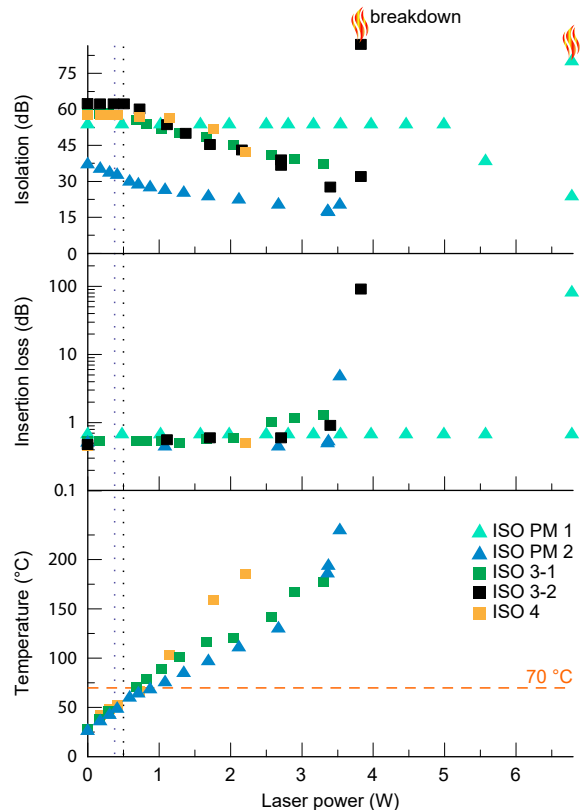 breakdown
Isolation (dB)
75
60
45
30
15
0
Insertion loss (dB)
100
10
1
0.1
Temperature (°C)
200
150
100
50
0
ISO PM 1
ISO PM 2
ISO 3-1
ISO 3-2
ISO 4
70 °C
0 1 2 3 4 5 6
Laser power (W)